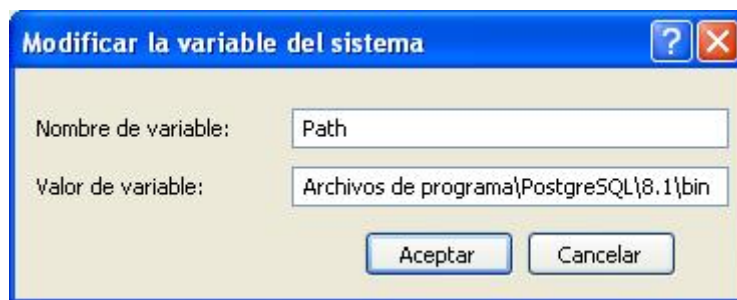 Modificar la variable del sistema
Nombre de variable: Path
Valor de variable: Archivos de programa\PostgreSQL\8.1\bin
Aceptar Cancelar